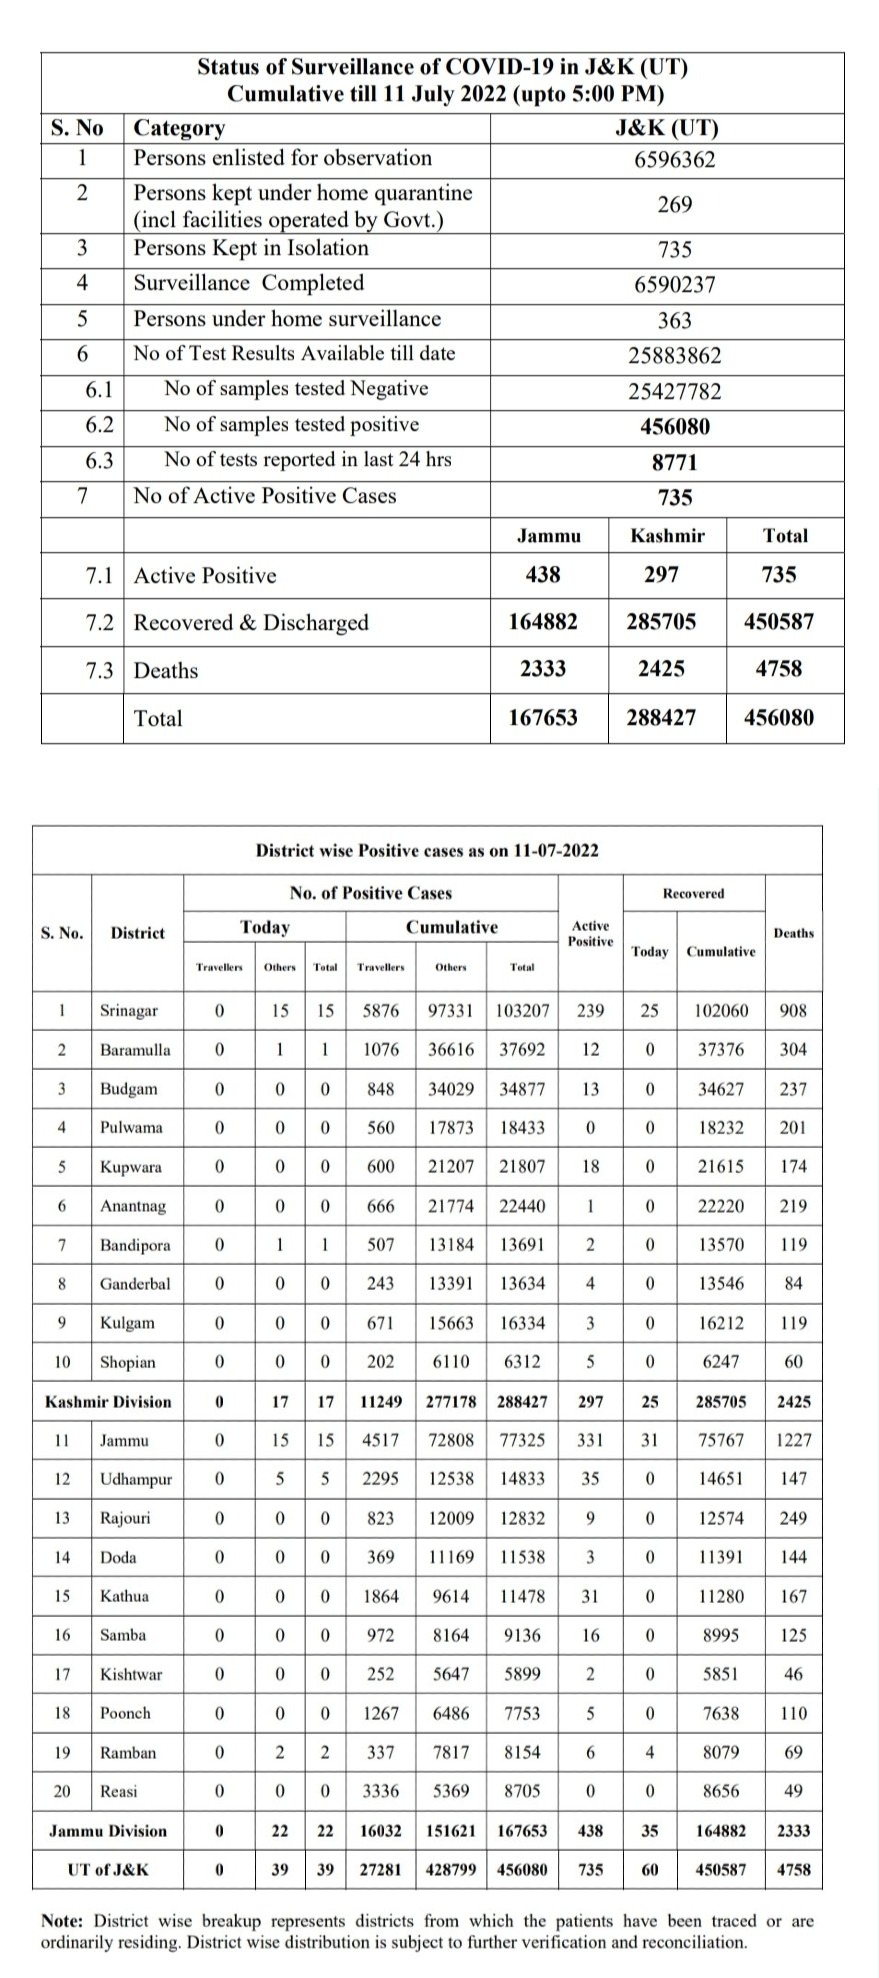 Status of Surveillance of COVID-19 in J&K (UT)
Cumulative till 11 July 2022 (upto 5:00 PM)
S. No Category J&K (UT)
1 Persons enlisted for observation 6596362
2 Persons kept under home quarantine
(incl facilities operated by Govt.) 269
3 Persons Kept in Isolation 735
4 Surveillance Completed 6590237
5 Persons under home surveillance 363
6 No of Test Results Available till date 25883862
6.1 No of samples tested Negative 25427782
6.2 No of samples tested positive 456080
6.3 No of tests reported in last 24 hrs 8771
7 No of Active Positive Cases 735
Jammu Kashmir Total
7.1 Active Positive 438 297 735
7.2 Recovered & Discharged 164882 285705 450587
7.3 Deaths 2333 2425 4758
Total 167653 288427 456080
District wise Positive cases as on 11-07-2022
No. of Positive Cases Recovered
S. No. District Today Cumulative Active
Positive Deaths
Today Cumulative
Travellers Others Total Travellers Others Total
1 Srinagar 0 15 15 5876 97331 103207 239 25 102060 908
2 Baramulla 0 1 1 1076 36616 37692 12 0 37376 304
3 Budgam 0 0 0 848 34029 34877 13 0 34627 237
4 Pulwama 0 0 0 560 17873 18433 0 0 18232 201
5 Kupwara 0 0 0 600 21207 21807 18 0 21615 174
6 Anantnag 0 0 0 666 21774 22440 1 0 22220 219
7 Bandipora 0 1 1 507 13184 13691 2 0 13570 119
8 Ganderbal 0 0 0 243 13391 13634 4 0 13546 84
9 Kulgam 0 0 0 671 15663 16334 3 0 16212 119
10 Shopian 0 0 0 202 6110 6312 5 0 6247 60
Kashmir Division 0 17 17 11249 277178 288427 297 25 285705 2425
11 Jammu 0 15 15 4517 72808 77325 331 31 75767 1227
12 Udhampur 0 5 5 2295 12538 14833 35 0 14651 147
13 Rajouri 0 0 0 823 12009 12832 9 0 12574 249
14 Doda 0 0 0 369 11169 11538 3 0 11391 144
15 Kathua 0 0 0 1864 9614 11478 31 0 11280 167
16 Samba 0 0 0 972 8164 9136 16 0 8995 125
17 Kishtwar 0 0 0 252 5647 5899 2 0 5851 46
18 Poonch 0 0 0 1267 6486 7753 5 0 7638 110
19 Ramban 0 2 2 337 7817 8154 6 4 8079 69
20 Reasi 0 0 0 3336 5369 8705 0 0 8656 49
Jammu Division 0 22 22 16032 151621 167653 438 35 164882 2333
UT of J&K 0 39 39 27281 428799 456080 735 60 450587 4758
Note: District wise breakup represents districts from which the patients have been traced or are
ordinarily residing. District wise distribution is subject to further verification and reconciliation.